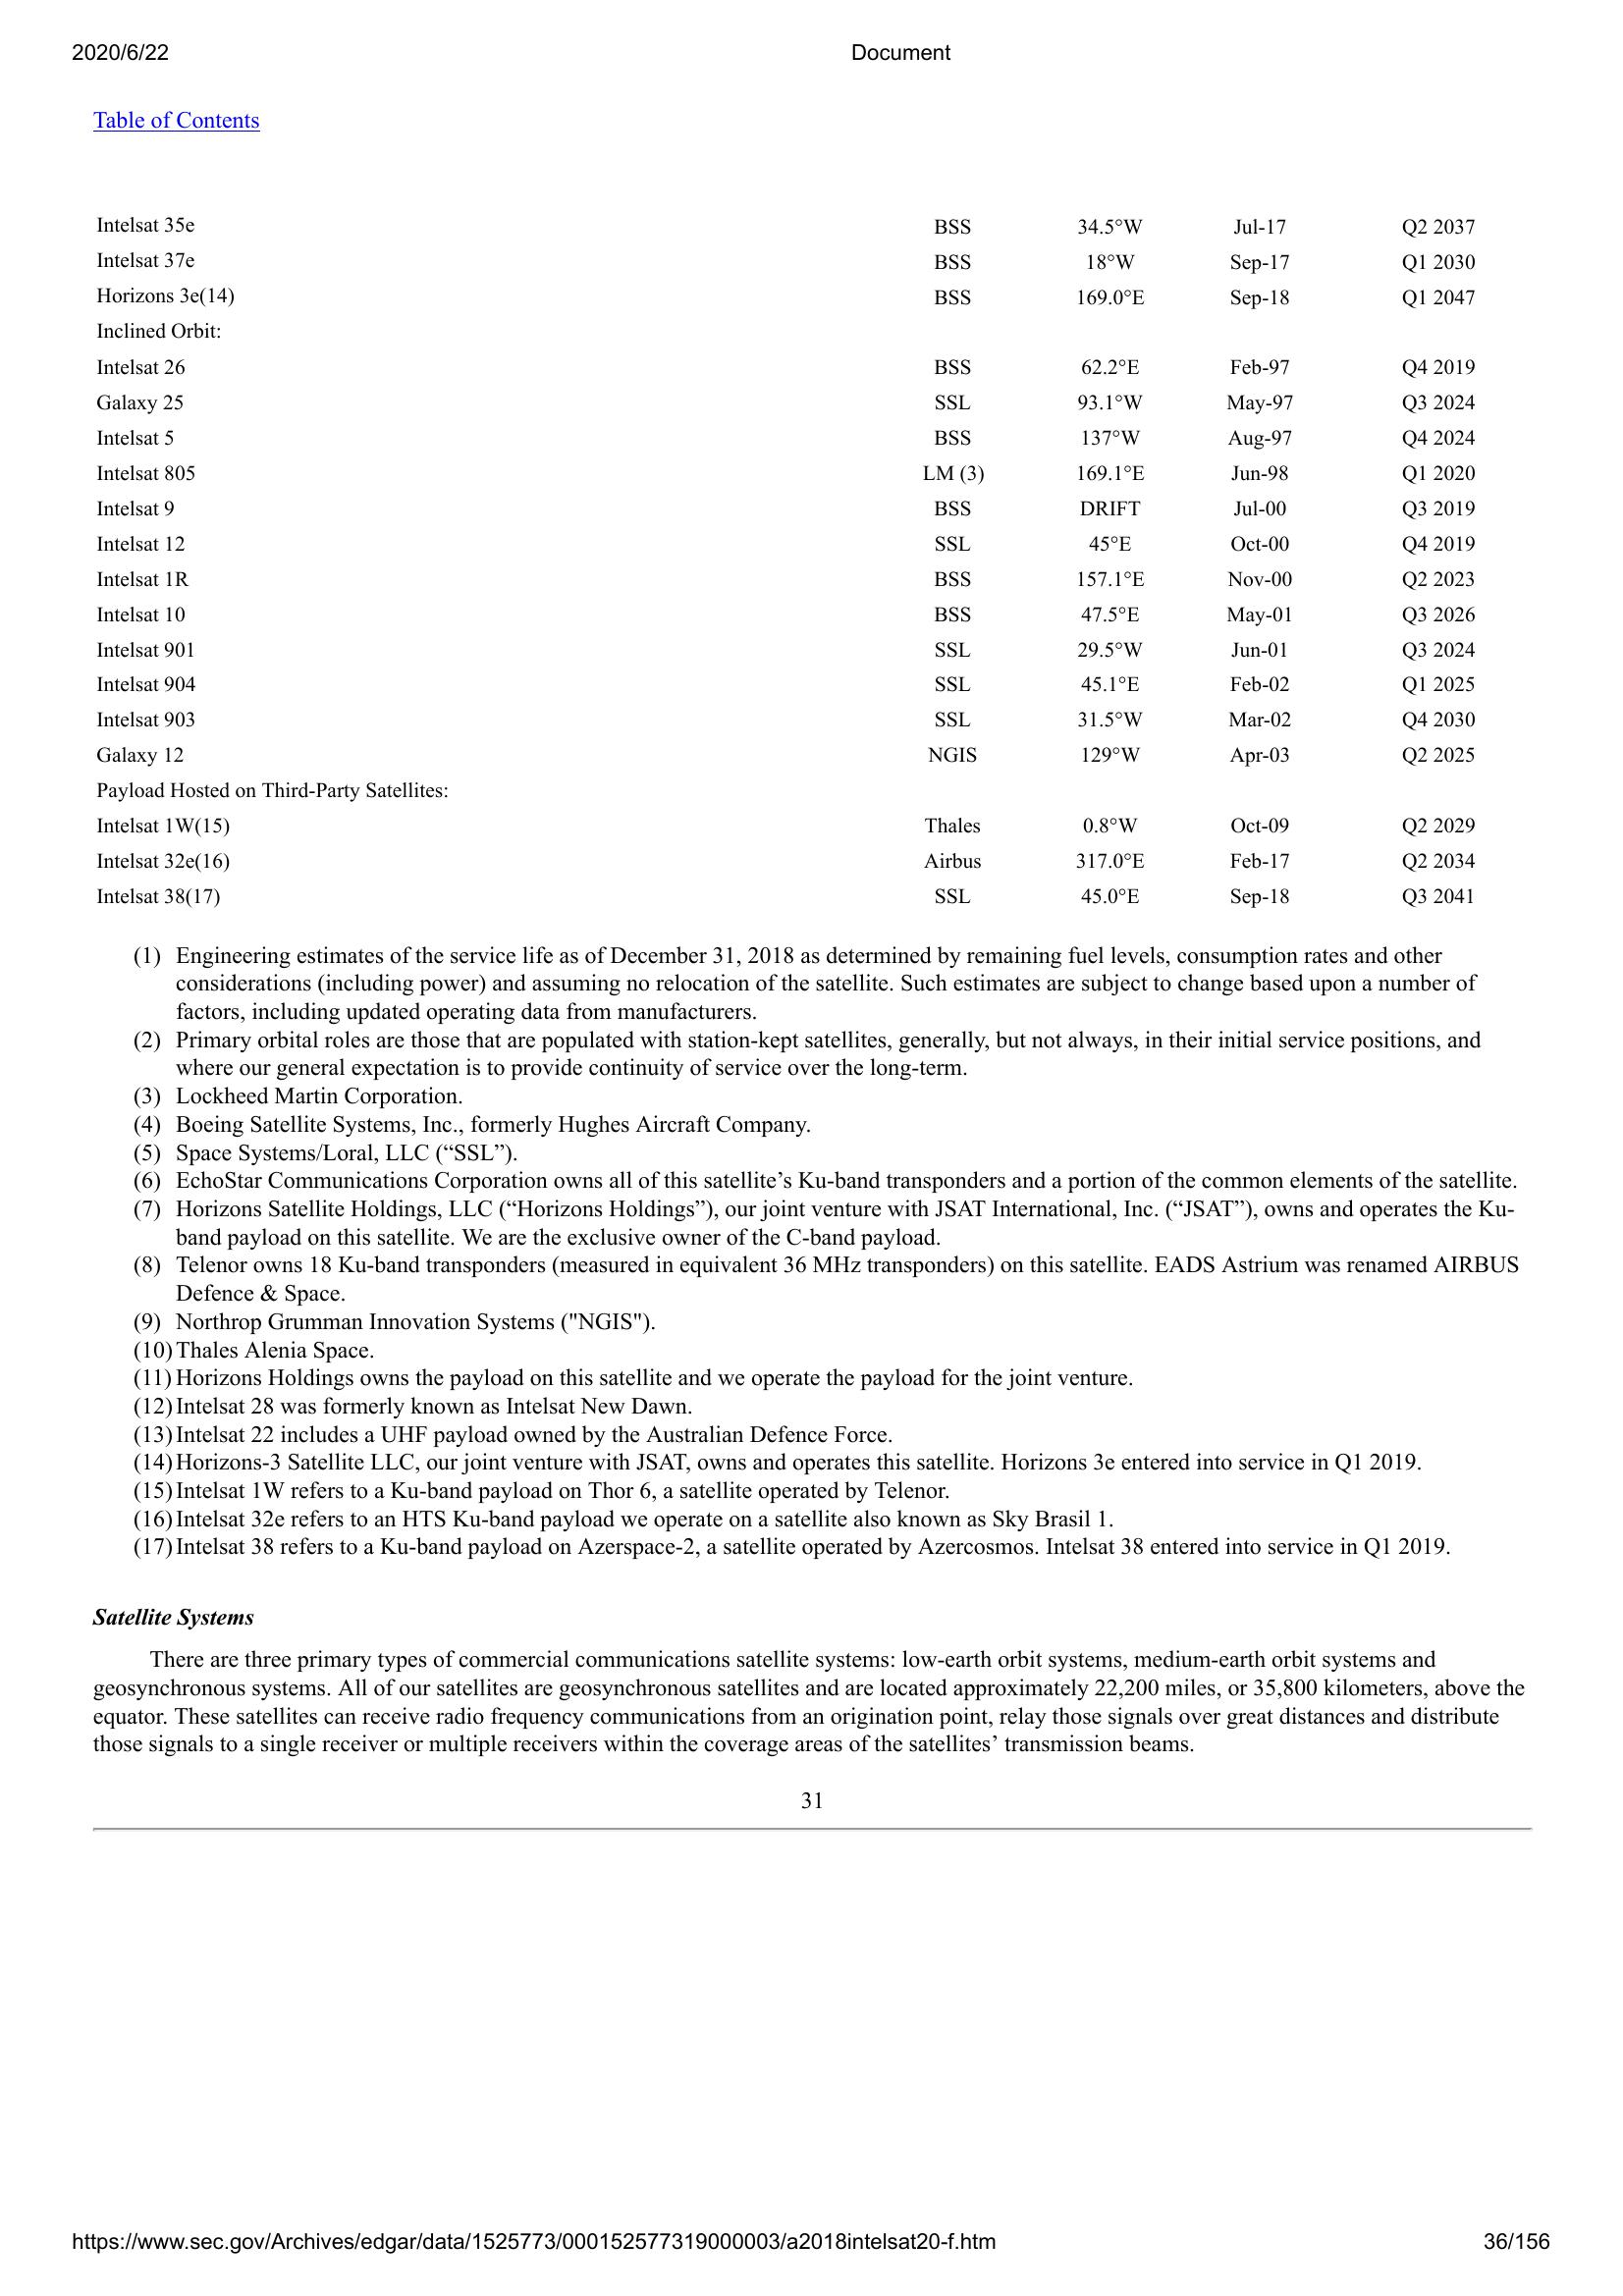 2020/6/22 Document
Table of Contents
Intelsat 35e BSS 34.5°W Jul-17 Q2 2037
Intelsat 37e BSS 18°W Sep-17 Q1 2030
Horizons 3e(14) BSS 169.0°E Sep-18 Q1 2047
Inclined Orbit:
Intelsat 26 BSS 62.2°E Feb-97 Q4 2019
Galaxy 25 SSL 93.1°W May-97 Q3 2024
Intelsat 5 BSS 137°W Aug-97 Q4 2024
Intelsat 805 LM (3) 169.1°E Jun-98 Q1 2020
Intelsat 9 BSS DRIFT Jul-00 Q3 2019
Intelsat 12 SSL 45°E Oct-00 Q4 2019
Intelsat 1R BSS 157.1°E Nov-00 Q2 2023
Intelsat 10 BSS 47.5°E May-01 Q3 2026
Intelsat 901 SSL 29.5°W Jun-01 Q3 2024
Intelsat 904 SSL 45.1°E Feb-02 Q1 2025
Intelsat 903 SSL 31.5°W Mar-02 Q4 2030
Galaxy 12 NGIS 129°W Apr-03 Q2 2025
Payload Hosted on Third-Party Satellites:
Intelsat 1W(15) Thales 0.8°W Oct-09 Q2 2029
Intelsat 32e(16) Airbus 317.0°E Feb-17 Q2 2034
Intelsat 38(17) SSL 45.0°E Sep-18 Q3 2041
(1) Engineering estimates of the service life as of December 31, 2018 as determined by remaining fuel levels, consumption rates and other
considerations (including power) and assuming no relocation of the satellite. Such estimates are subject to change based upon a number of
factors, including updated operating data from manufacturers.
(2) Primary orbital roles are those that are populated with station-kept satellites, generally, but not always, in their initial service positions, and
where our general expectation is to provide continuity of service over the long-term.
(3) Lockheed Martin Corporation.
(4) Boeing Satellite Systems, Inc., formerly Hughes Aircraft Company.
(5) Space Systems/Loral, LLC (“SSL”).
(6) EchoStar Communications Corporation owns all of this satellite’s Ku-band transponders and a portion of the common elements of the satellite.
(7) Horizons Satellite Holdings, LLC (“Horizons Holdings”), our joint venture with JSAT International, Inc. (“JSAT”), owns and operates the Ku-
band payload on this satellite. We are the exclusive owner of the C-band payload.
(8) Telenor owns 18 Ku-band transponders (measured in equivalent 36 MHz transponders) on this satellite. EADS Astrium was renamed AIRBUS
Defence & Space.
(9) Northrop Grumman Innovation Systems ("NGIS").
(10) Thales Alenia Space.
(11) Horizons Holdings owns the payload on this satellite and we operate the payload for the joint venture.
(12) Intelsat 28 was formerly known as Intelsat New Dawn.
(13) Intelsat 22 includes a UHF payload owned by the Australian Defence Force.
(14) Horizons-3 Satellite LLC, our joint venture with JSAT, owns and operates this satellite. Horizons 3e entered into service in Q1 2019.
(15) Intelsat 1W refers to a Ku-band payload on Thor 6, a satellite operated by Telenor.
(16) Intelsat 32e refers to an HTS Ku-band payload we operate on a satellite also known as Sky Brasil 1.
(17) Intelsat 38 refers to a Ku-band payload on Azerspace-2, a satellite operated by Azercosmos. Intelsat 38 entered into service in Q1 2019.
Satellite Systems
There are three primary types of commercial communications satellite systems: low-earth orbit systems, medium-earth orbit systems and
geosynchronous systems. All of our satellites are geosynchronous satellites and are located approximately 22,200 miles, or 35,800 kilometers, above the
equator. These satellites can receive radio frequency communications from an origination point, relay those signals over great distances and distribute
those signals to a single receiver or multiple receivers within the coverage areas of the satellites’ transmission beams.
31
https://www.sec.gov/Archives/edgar/data/1525773/000152577319000003/a2018intelsat20-f.htm 36/156